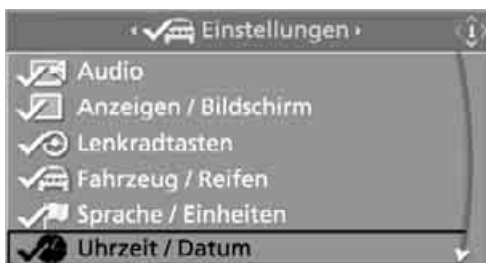 Einstellungen
Audio
Anzeigen / Bildschirm
Lenkradtasten
Fahrzeug / Reifen
Sprache / Einheiten
Uhrzeit / Datum